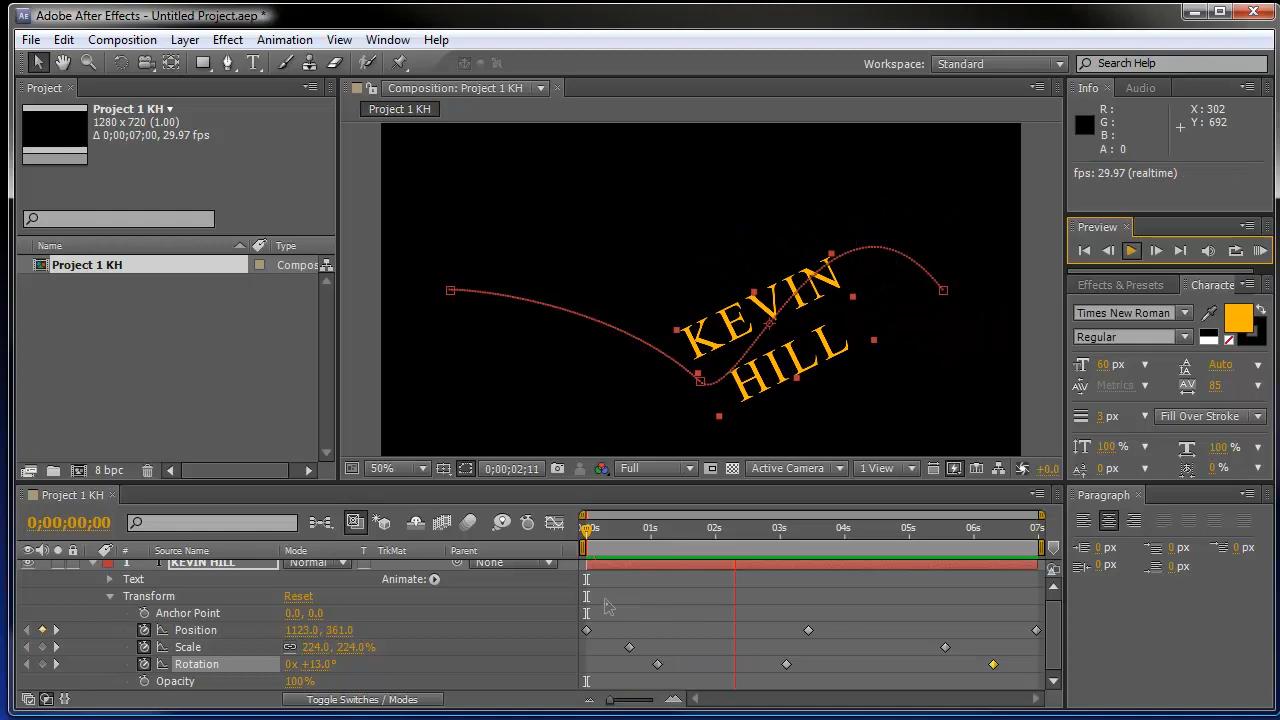 Adobe After Effects - Untitled Project.aep *
File Edit Composition Layer Effect Animation View Window Help
Workspace: Standard Search Help
Project
Project 1 KH
1280 x 720 (1.00)
Δ 0;00;07;00, 29.97 fps
Name Type
Project 1 KH Compos
8 bpc
Composition: Project 1 KH
Project 1 KH
KEVIN
HILL
50% 0;00;02;11 Full Active Camera 1 View +0.0
Info Audio
R: X: 302
G: Y: 692
B:
A: 0
fps: 29.97 (realtime)
Preview
Effects & Presets Characte
Times New Roman
Regular
60 px Auto
Metrics 85
3 px Fill Over Stroke
100 % 100 %
0 px 0 %
Paragraph
0 px 0 px 0 px
0 px 0 px
Project 1 KH
0;00;00;00
01s 02s 03s 04s 05s 06s 07s
# Source Name Mode T TrkMat Parent
1 KEVIN HILL Normal None
Text Animate:
Transform Reset
Anchor Point 0.0, 0.0
Position 1123.0, 361.0
Scale 224.0, 224.0%
Rotation 0x +13.0°
Opacity 100%
Toggle Switches / Modes